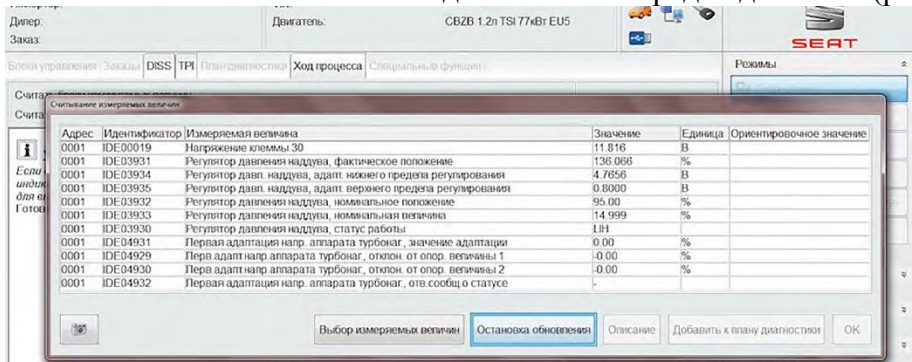 Дилер:
Двигатель: CBZB 1.2л TSI 77кВт EU5
Заказ:
SEAT
Блоки управления Заказы DISS TPI План диагностики Ход процесса Специальные функции
Режимы
Считывание измеряемых величин
Адрес Идентификатор Измеряемая величина Значение Единица Ориентировочное значение
0001 IDE00019 Напряжение клеммы 30 11.816 В
0001 IDE03931 Регулятор давления наддува, фактическое положение 136.066 %
0001 IDE03934 Регулятор давл. наддува, адапт. нижнего предела регулирования 4.7656 В
0001 IDE03935 Регулятор давл. наддува, адапт. верхнего предела регулирования 0.8000 В
0001 IDE03932 Регулятор давления наддува, номинальное положение 95.00 %
0001 IDE03933 Регулятор давления наддува, номинальная величина 14.999 %
0001 IDE03930 Регулятор давления наддува, статус работы LIH
0001 IDE04931 Первая адаптация напр. аппарата турбонаг., значение адаптации 0.00 %
0001 IDE04929 Перв.адапт.напр.аппарата турбонаг., отклон. от опор. величины 1 -0.00 %
0001 IDE04930 Перв.адапт.напр.аппарата турбонаг., отклон. от опор. величины 2 -0.00 %
0001 IDE04932 Первая адаптация напр. аппарата турбонаг., отв.сообщ о статусе -
Выбор измеряемых величин Остановка обновления Описание Добавить к плану диагностики OK